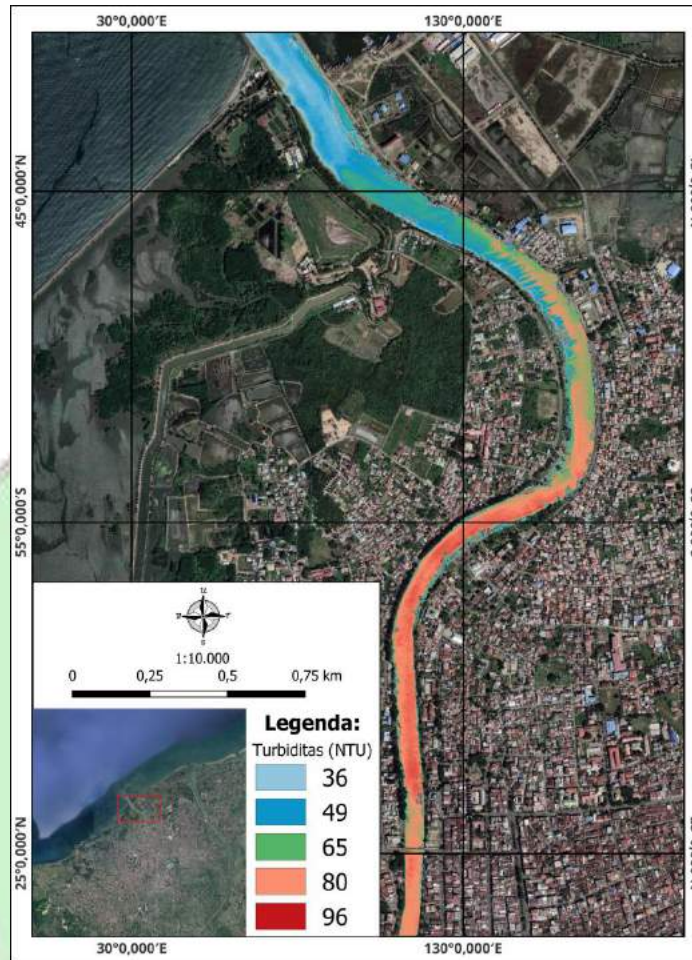 30°0,000′E 130°0,000′E
45°0,000′N
55°0,000′S
25°0,000′N
U
1:10.000
0 0,25 0,5 0,75 km
Legenda:
Turbiditas (NTU)
36
49
65
80
96
30°0,000′E 130°0,000′E